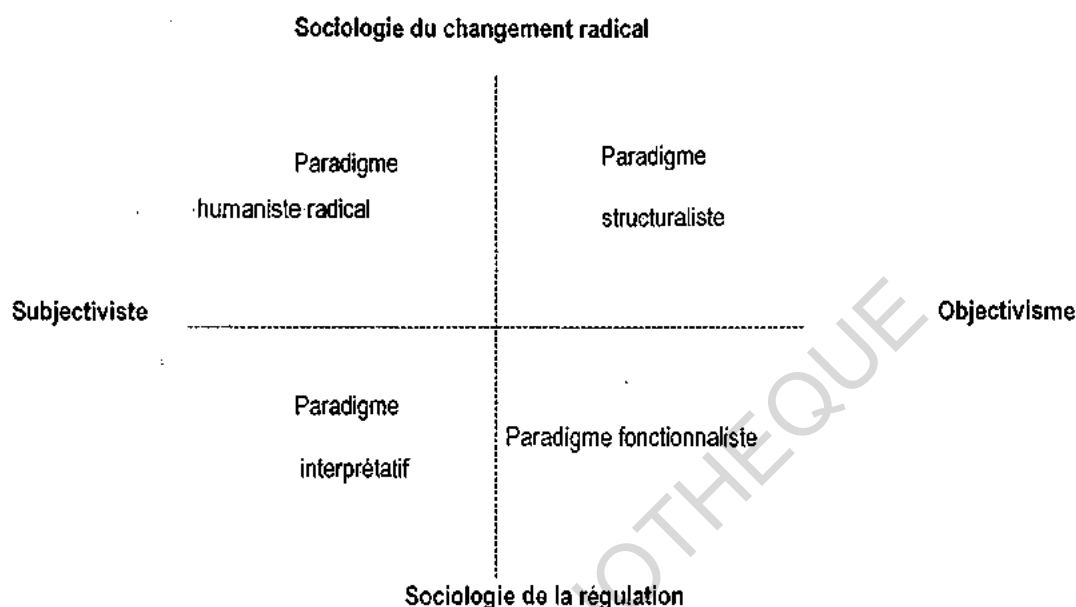 Sociologie du changement radical
Paradigme
humaniste radical
Paradigme
structuraliste
Subjectiviste
Objectivisme
Paradigme
interprétatif
Paradigme fonctionnaliste
Sociologie de la régulation